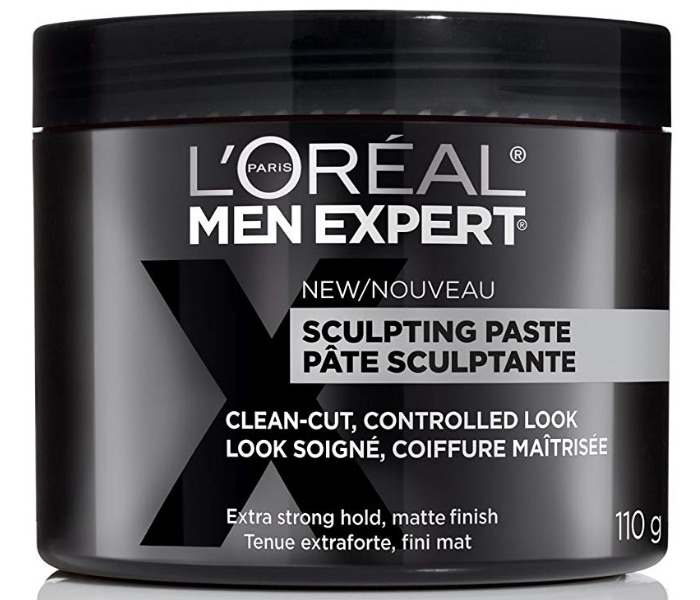 L'ORÉAL®
PARIS
MEN EXPERT®
NEW/NOUVEAU
SCULPTING PASTE
PÂTE SCULPTANTE
CLEAN-CUT, CONTROLLED LOOK
LOOK SOIGNÉ, COIFFURE MAÎTRISÉE
Extra strong hold, matte finish
Tenue extraforte, fini mat
110 g